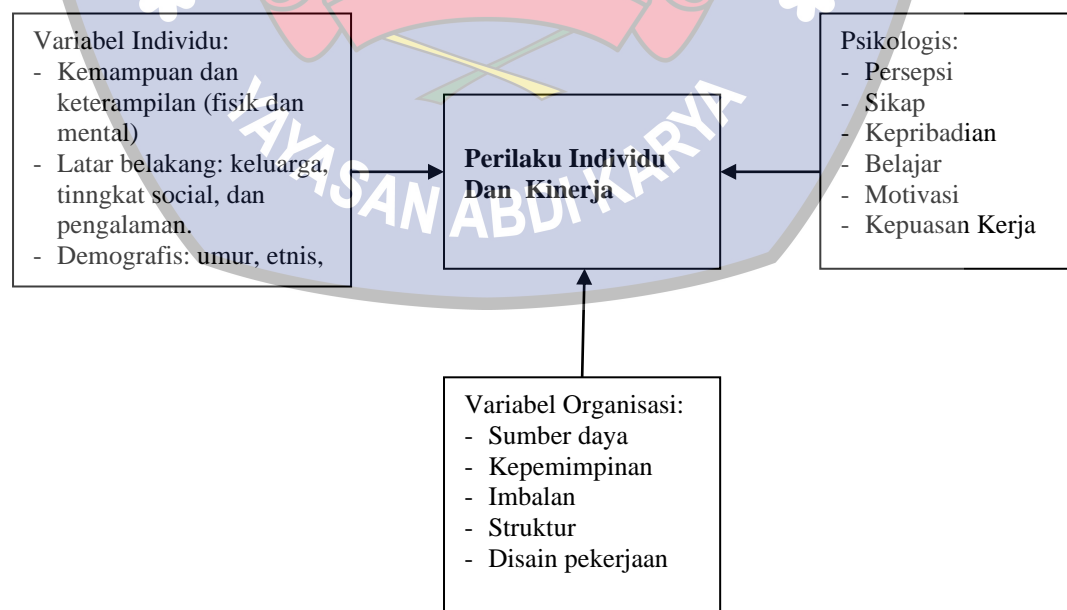 Variabel Individu:
- Kemampuan dan
keterampilan (fisik dan
mental)
- Latar belakang: keluarga,
tinngkat social, dan
pengalaman.
- Demografis: umur, etnis,
Perilaku Individu
Dan Kinerja
Psikologis:
- Persepsi
- Sikap
- Kepribadian
- Belajar
- Motivasi
- Kepuasan Kerja
Variabel Organisasi:
- Sumber daya
- Kepemimpinan
- Imbalan
- Struktur
- Disain pekerjaan
YAYASAN ABDI KARYA